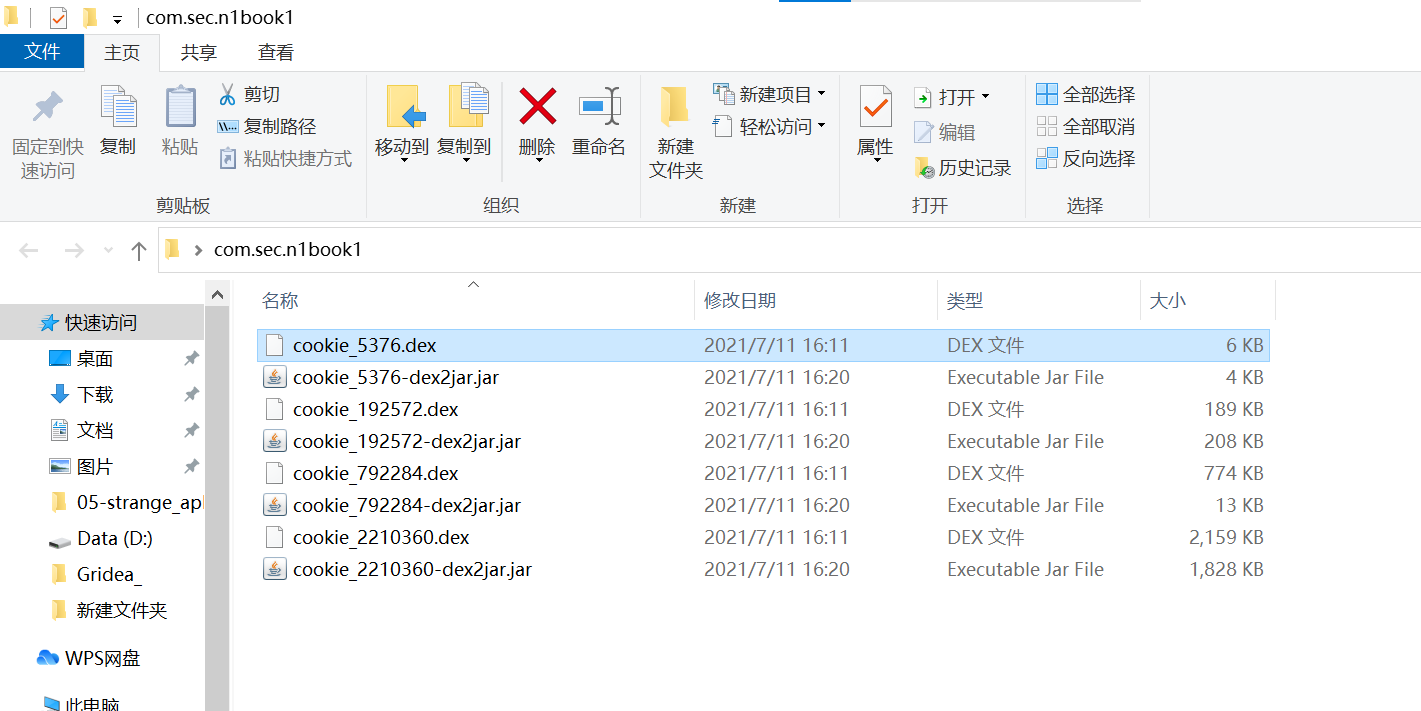 com.sec.n1book1
文件 主页 共享 查看
固定到快速访问
复制
粘贴
剪切
复制路径
粘贴快捷方式
剪贴板
移动到
复制到
删除
重命名
组织
新建文件夹
新建项目
轻松访问
新建
属性
打开
编辑
历史记录
打开
全部选择
全部取消
反向选择
选择
com.sec.n1book1
快速访问
桌面
下载
文档
图片
05-strange_apk
Data (D:)
Gridea_
新建文件夹
WPS网盘
此电脑
名称 修改日期 类型 大小
cookie_5376.dex 2021/7/11 16:11 DEX 文件 6 KB
cookie_5376-dex2jar.jar 2021/7/11 16:20 Executable Jar File 4 KB
cookie_192572.dex 2021/7/11 16:11 DEX 文件 189 KB
cookie_192572-dex2jar.jar 2021/7/11 16:20 Executable Jar File 208 KB
cookie_792284.dex 2021/7/11 16:11 DEX 文件 774 KB
cookie_792284-dex2jar.jar 2021/7/11 16:20 Executable Jar File 13 KB
cookie_2210360.dex 2021/7/11 16:11 DEX 文件 2,159 KB
cookie_2210360-dex2jar.jar 2021/7/11 16:20 Executable Jar File 1,828 KB